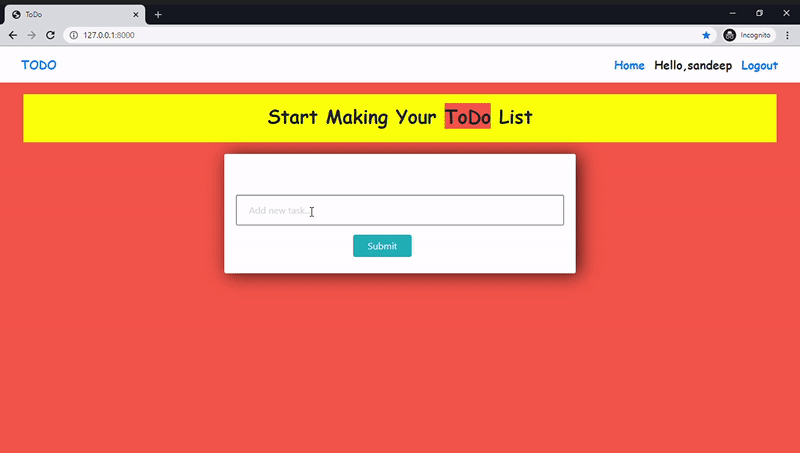 ToDo
127.0.0.1:8000
Incognito
TODO
Home Hello,sandeep Logout
Start Making Your ToDo List
Add new task...
Submit